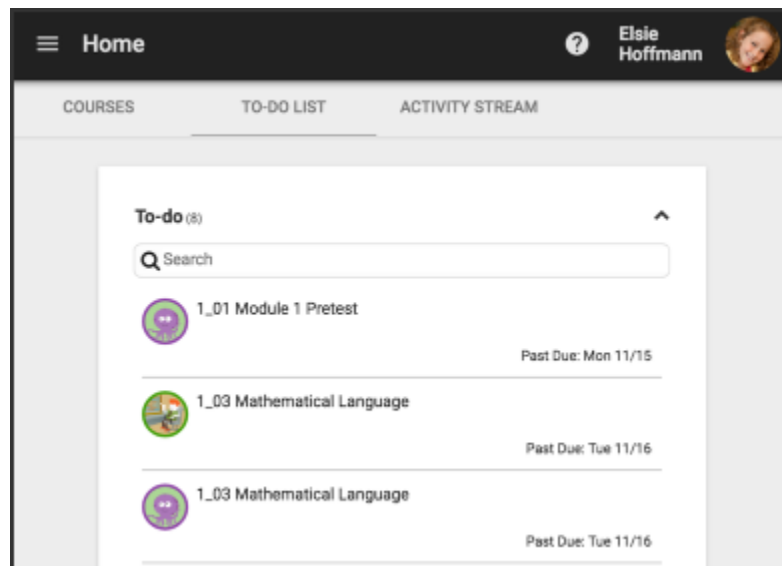 Home
Elsie
Hoffmann
COURSES TO-DO LIST ACTIVITY STREAM
To-do (8)
Search
1_01 Module 1 Pretest
Past Due: Mon 11/15
1_03 Mathematical Language
Past Due: Tue 11/16
1_03 Mathematical Language
Past Due: Tue 11/16